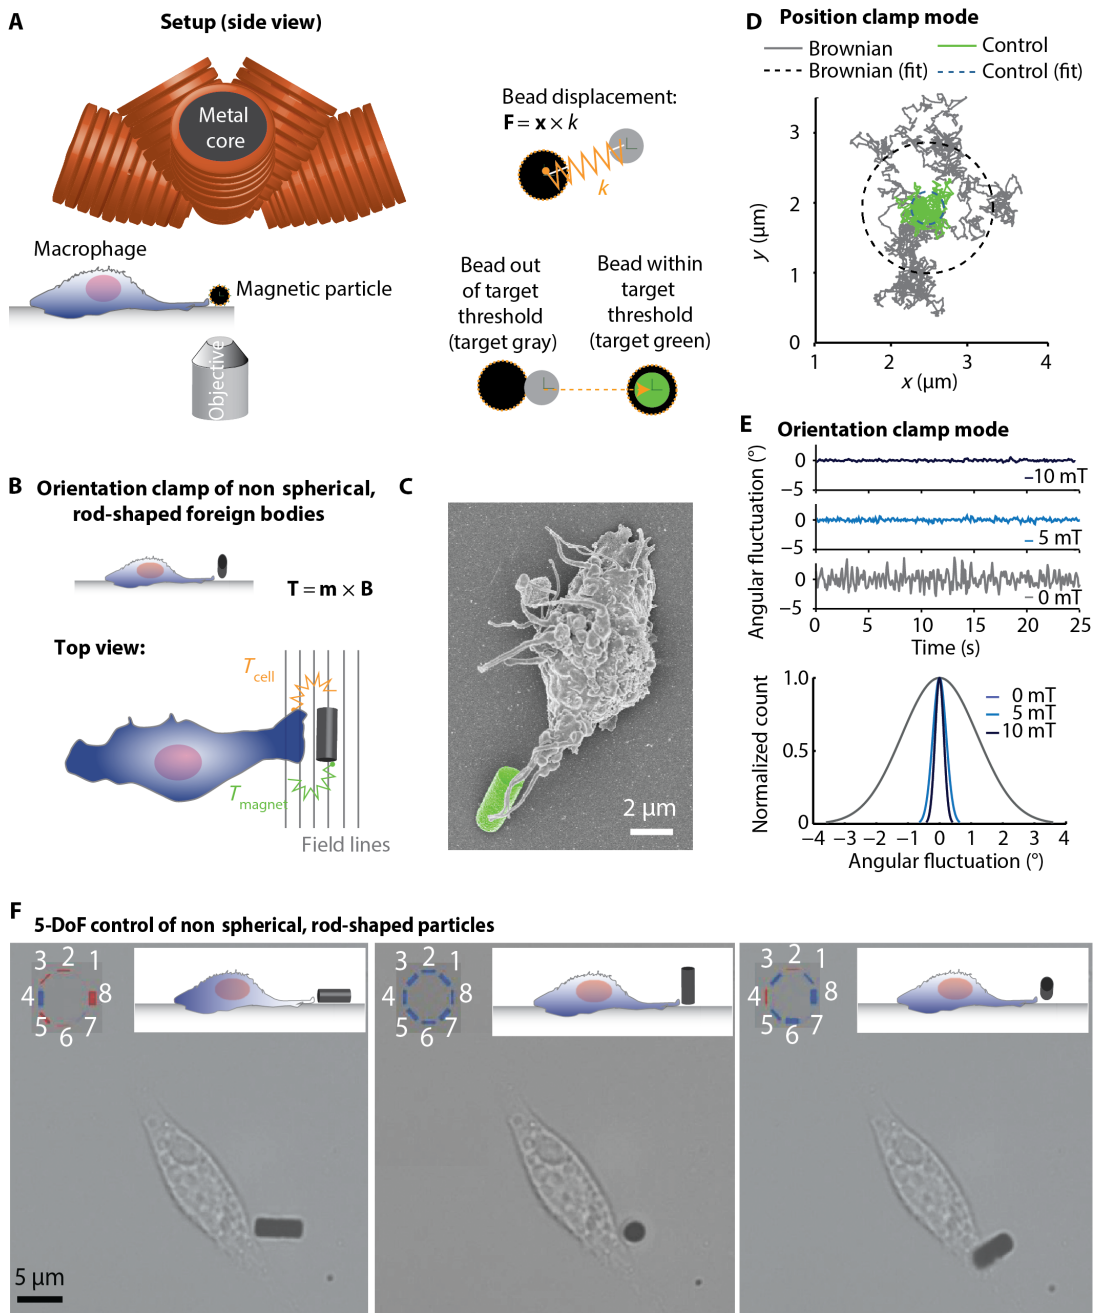 A
Setup (side view)
Metal
core
Macrophage
Magnetic particle
Objective
Bead displacement:
F = x × k
k
Bead out
of target
threshold
(target gray)
Bead within
target
threshold
(target green)
B
Orientation clamp of non spherical,
rod-shaped foreign bodies
T = m × B
Top view:
Tcell
Tmagnet
Field lines
C
2 µm
D
Position clamp mode
Brownian
Control
Brownian (fit)
Control (fit)
3
2
1
0
y (µm)
1
2
3
4
x (µm)
E
Orientation clamp mode
Angular fluctuation (°)
0
−5
10 mT
0
−5
5 mT
0
−5
0 mT
0
5
10
15
20
25
Time (s)
Normalized count
1.0
0.5
0
0 mT
5 mT
10 mT
−4 −3 −2 −1 0 1 2 3 4
Angular fluctuation (°)
F
5-DoF control of non spherical, rod-shaped particles
3 2 1
4 8
5 6 7
3 2 1
4 8
5 6 7
3 2 1
4 8
5 6 7
5 µm